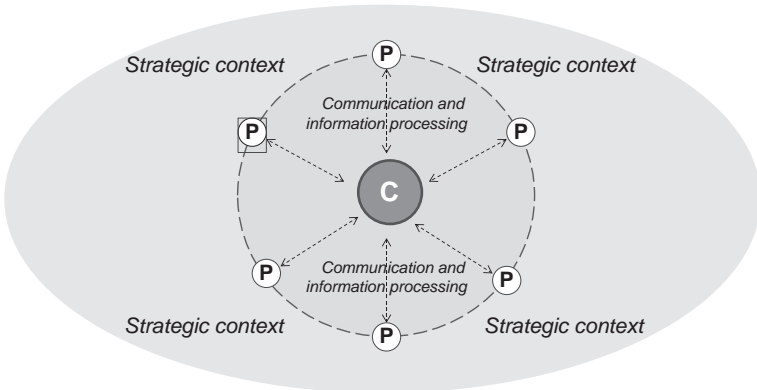 P
Strategic context
Strategic context
Communication and
information processing
P
P
C
P
P
Communication and
information processing
Strategic context
Strategic context
P